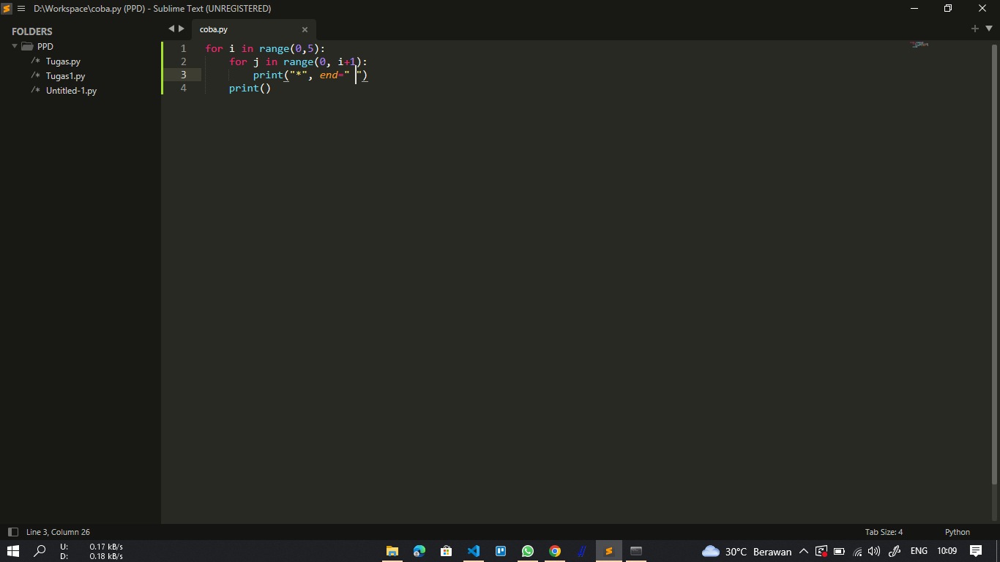 D:\Workspace\coba.py (PPD) - Sublime Text (UNREGISTERED)
FOLDERS
PPD
/* Tugas.py
/* Tugas1.py
/* Untitled-1.py
coba.py
1 for i in range(0,5):
2     for j in range(0, i+1):
3         print("*", end=" ")
4     print()
Line 3, Column 26
Tab Size: 4
Python
U: 0.17 kB/s
D: 0.18 kB/s
30°C Berawan
ENG
10:09